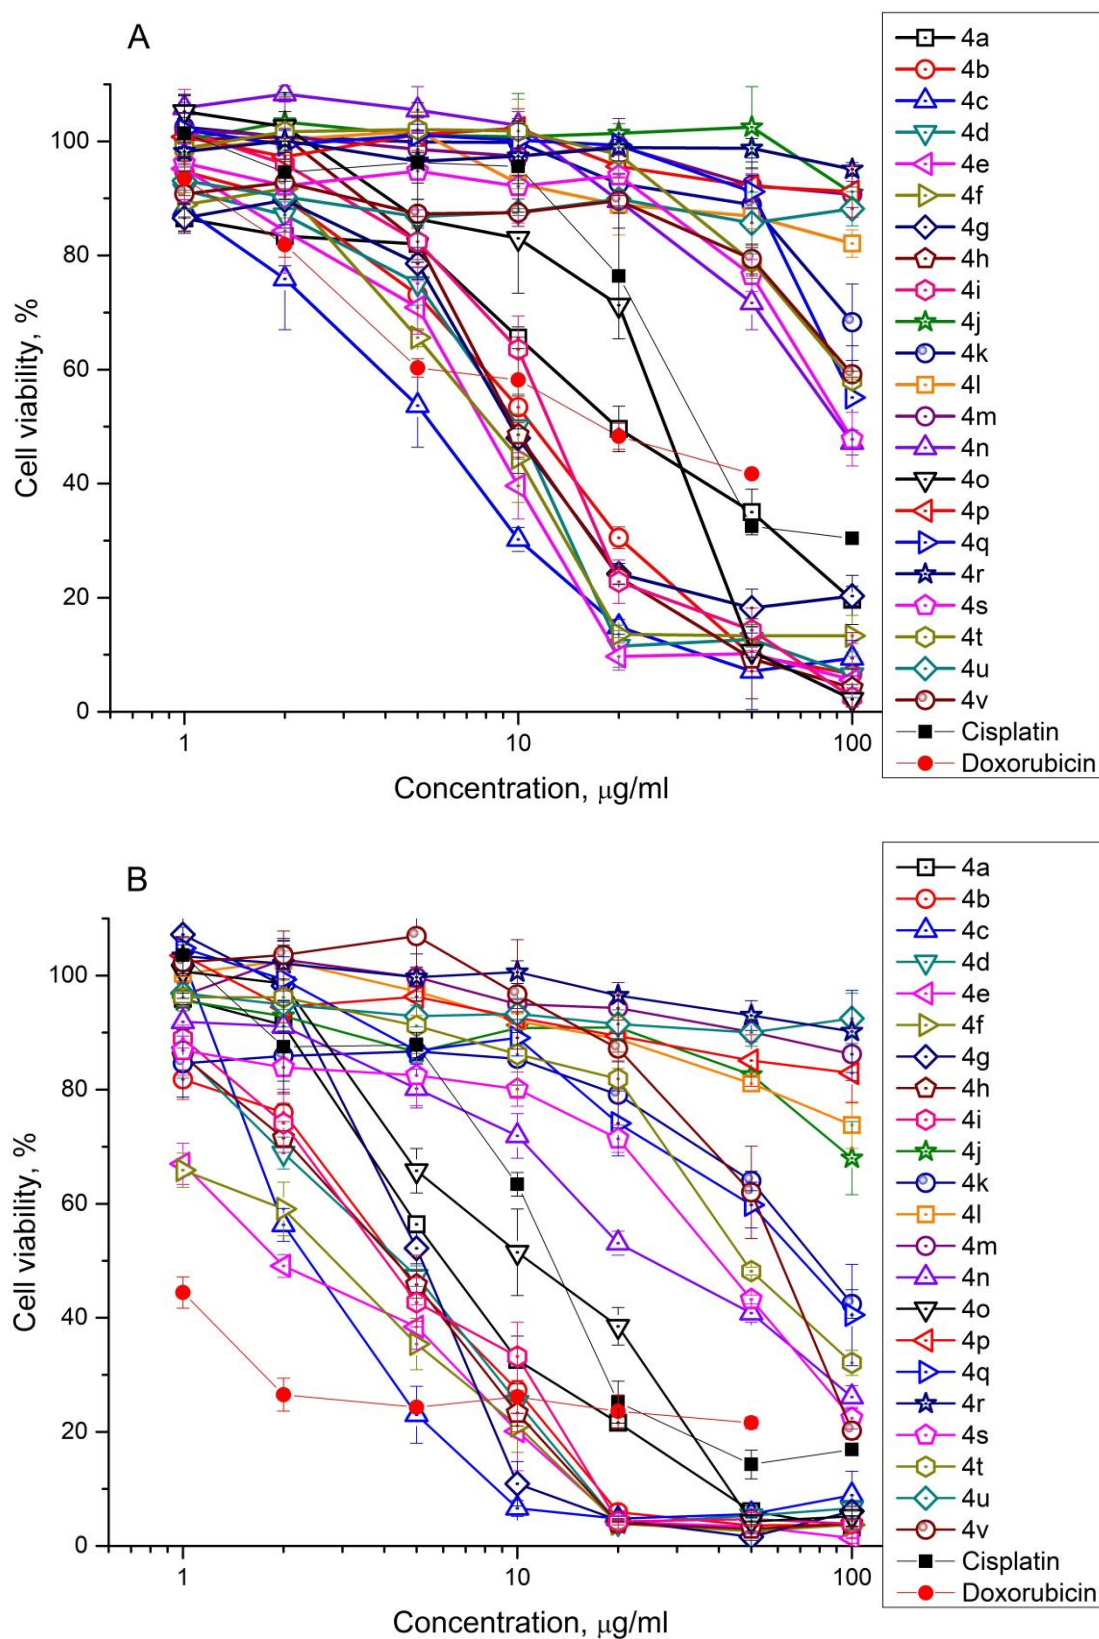 A
4a
4b
4c
4d
4e
4f
4g
4h
4i
4j
4k
4l
4m
4n
4o
4p
4q
4r
4s
4t
4u
4v
Cisplatin
Doxorubicin
Cell viability, %
100
80
60
40
20
0
1
10
100
Concentration, μg/ml
B
4a
4b
4c
4d
4e
4f
4g
4h
4i
4j
4k
4l
4m
4n
4o
4p
4q
4r
4s
4t
4u
4v
Cisplatin
Doxorubicin
Cell viability, %
100
80
60
40
20
0
1
10
100
Concentration, μg/ml